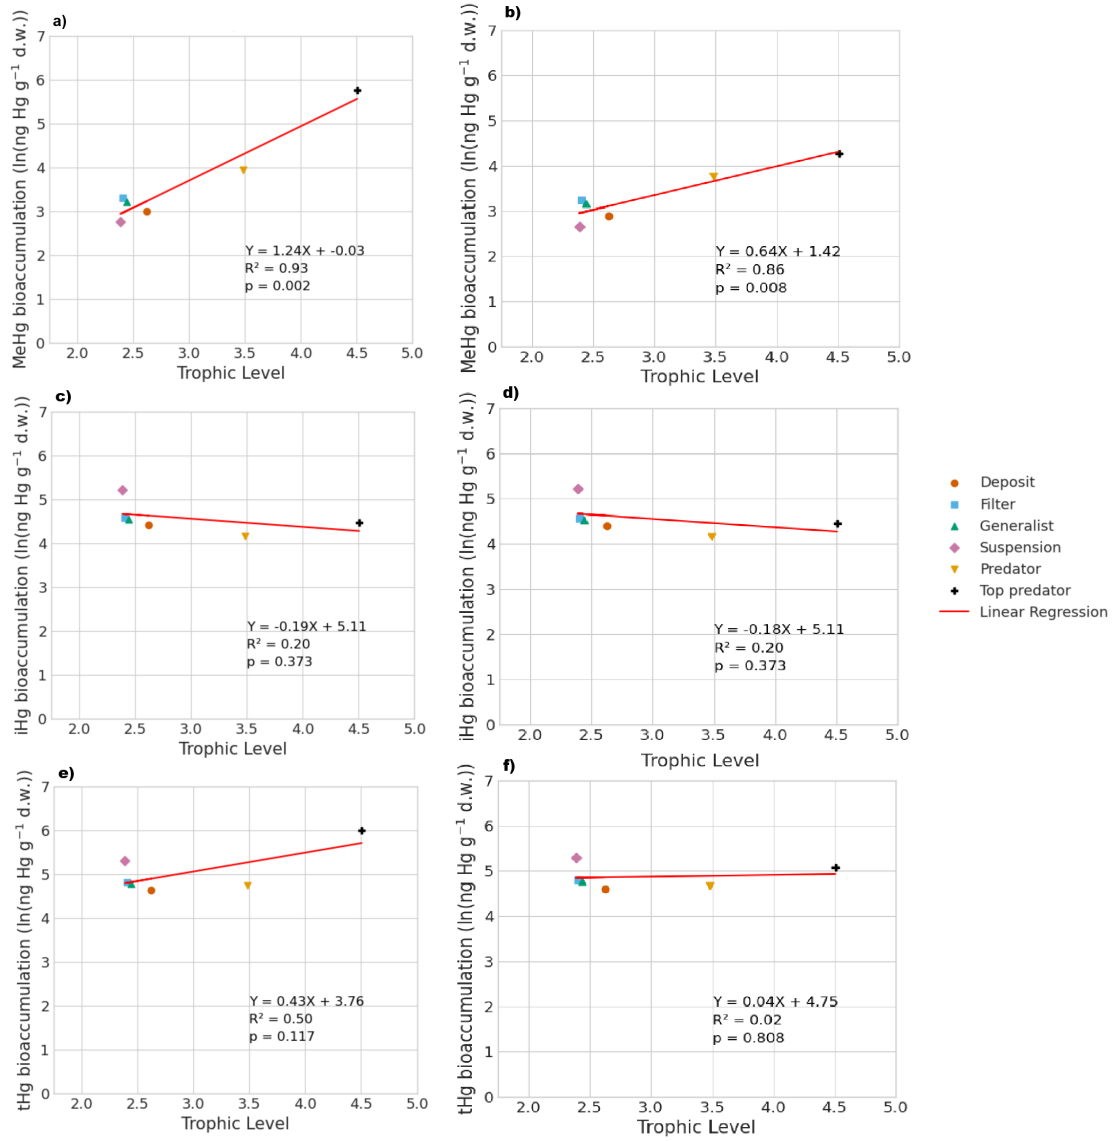 a)
MeHg bioaccumulation (ln(ng Hg g⁻¹ d.w.))
7
6
5
4
3
2
1
0
Y = 1.24X + -0.03
R² = 0.93
p = 0.002
2.0 2.5 3.0 3.5 4.0 4.5 5.0
Trophic Level
b)
MeHg bioaccumulation (ln(ng Hg g⁻¹ d.w.))
7
6
5
4
3
2
1
0
Y = 0.64X + 1.42
R² = 0.86
p = 0.008
2.0 2.5 3.0 3.5 4.0 4.5 5.0
Trophic Level
c)
iHg bioaccumulation (ln(ng Hg g⁻¹ d.w.))
7
6
5
4
3
2
1
0
Y = -0.19X + 5.11
R² = 0.20
p = 0.373
2.0 2.5 3.0 3.5 4.0 4.5 5.0
Trophic Level
d)
iHg bioaccumulation (ln(ng Hg g⁻¹ d.w.))
7
6
5
4
3
2
1
0
Y = -0.18X + 5.11
R² = 0.20
p = 0.373
2.0 2.5 3.0 3.5 4.0 4.5 5.0
Trophic Level
Deposit
Filter
Generalist
Suspension
Predator
Top predator
Linear Regression
e)
tHg bioaccumulation (ln(ng Hg g⁻¹ d.w.))
7
6
5
4
3
2
1
0
Y = 0.43X + 3.76
R² = 0.50
p = 0.117
2.0 2.5 3.0 3.5 4.0 4.5 5.0
Trophic Level
f)
tHg bioaccumulation (ln(ng Hg g⁻¹ d.w.))
7
6
5
4
3
2
1
0
Y = 0.04X + 4.75
R² = 0.02
p = 0.808
2.0 2.5 3.0 3.5 4.0 4.5 5.0
Trophic Level